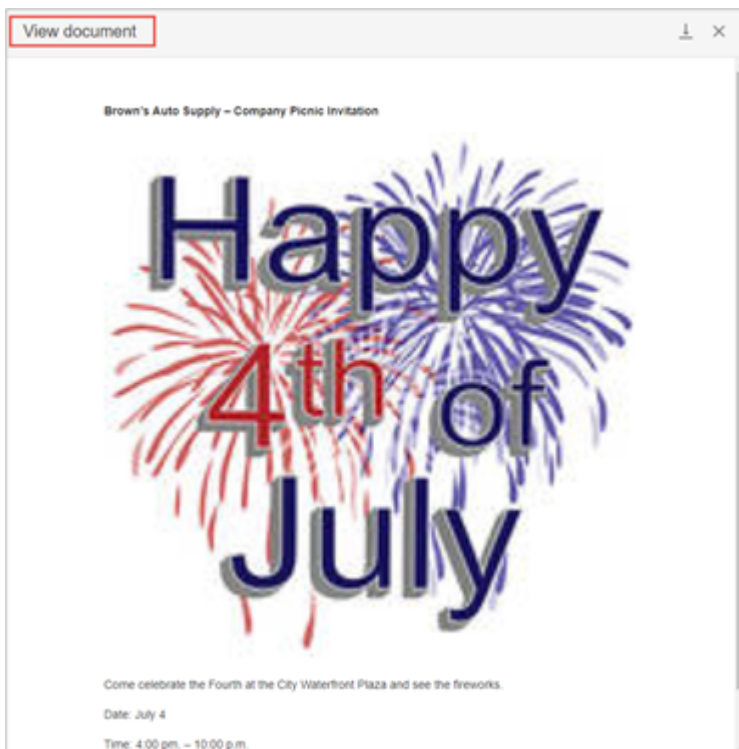 View document
Brown's Auto Supply – Company Picnic Invitation
Happy
4th of
July
Come celebrate the Fourth at the City Waterfront Plaza and see the fireworks.
Date: July 4
Time: 4:00 pm. – 10:00 p.m.